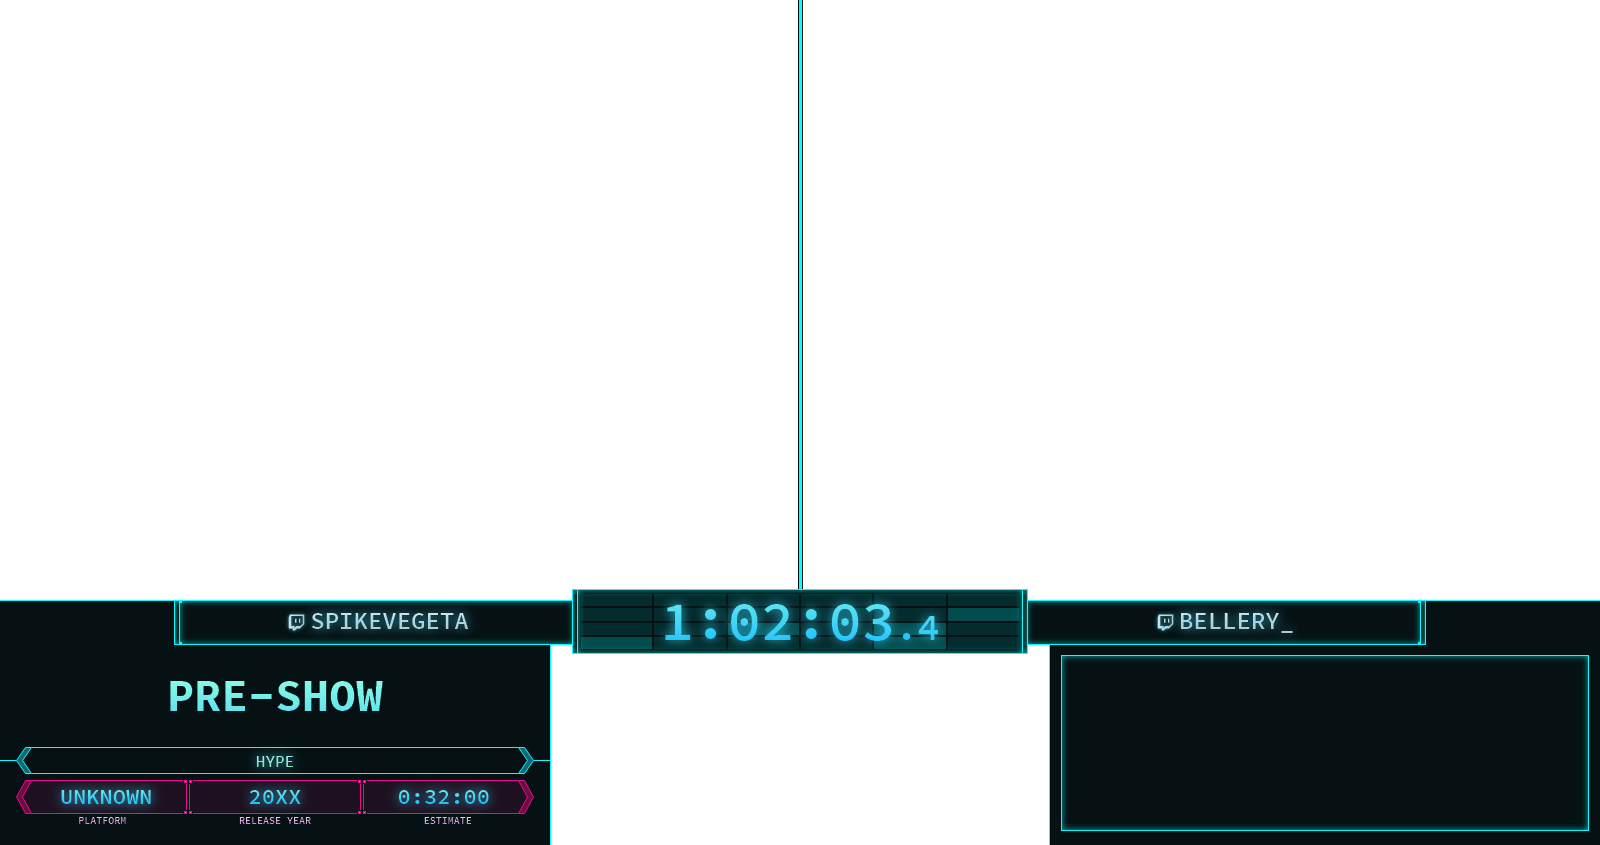 SPIKEVEGETA
1:02:03.4
BELLERY_
PRE-SHOW
HYPE
UNKNOWN 20XX 0:32:00
PLATFORM RELEASE YEAR ESTIMATE